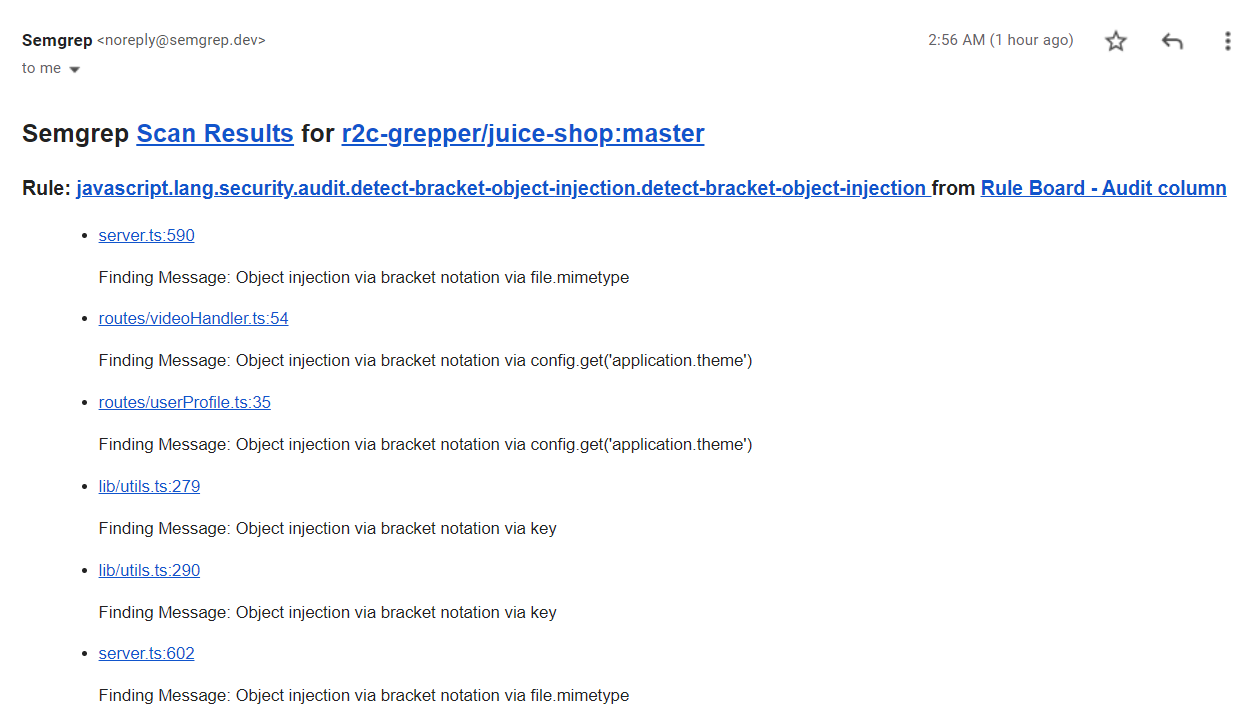 Semgrep <noreply@semgrep.dev> 2:56 AM (1 hour ago)
to me
Semgrep Scan Results for r2c-grepper/juice-shop:master
Rule: javascript.lang.security.audit.detect-bracket-object-injection.detect-bracket-object-injection from Rule Board - Audit column
• server.ts:590
Finding Message: Object injection via bracket notation via file.mimetype
• routes/videoHandler.ts:54
Finding Message: Object injection via bracket notation via config.get('application.theme')
• routes/userProfile.ts:35
Finding Message: Object injection via bracket notation via config.get('application.theme')
• lib/utils.ts:279
Finding Message: Object injection via bracket notation via key
• lib/utils.ts:290
Finding Message: Object injection via bracket notation via key
• server.ts:602
Finding Message: Object injection via bracket notation via file.mimetype